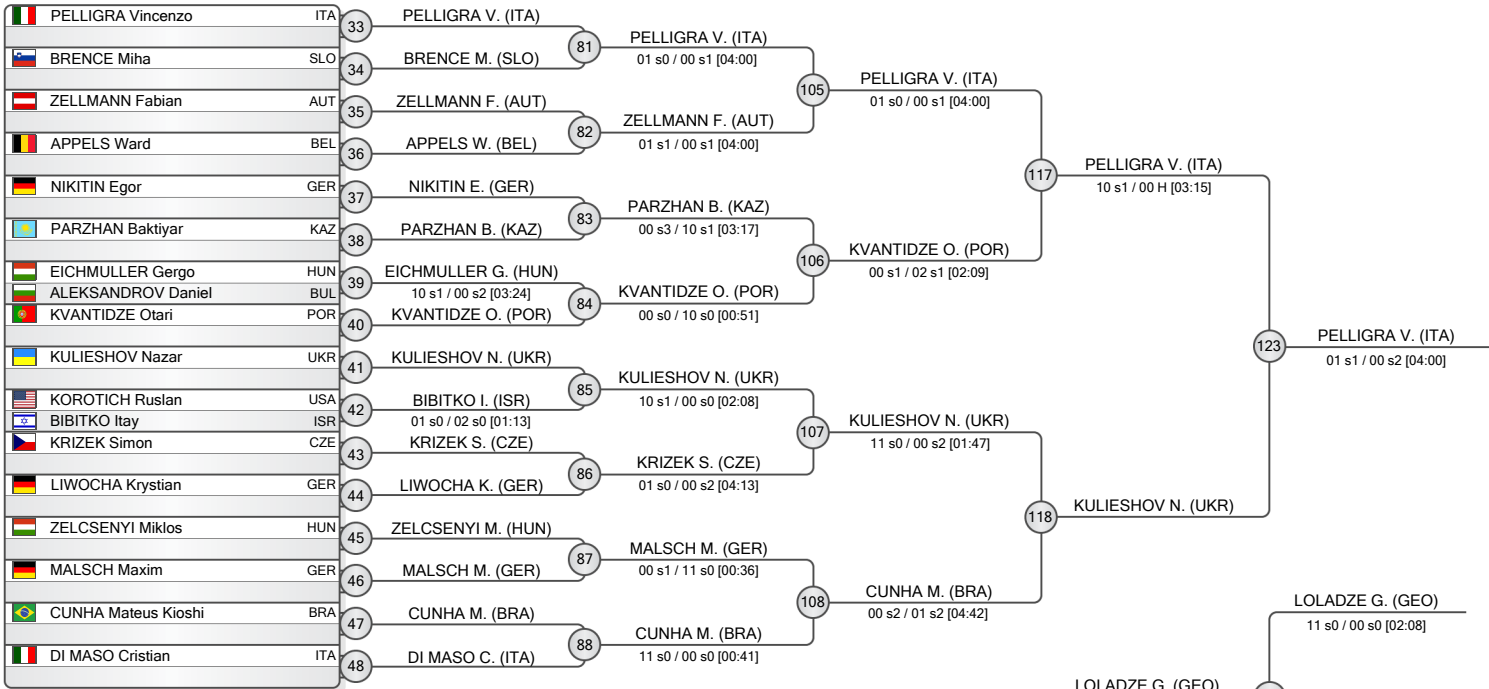 PELLIGRA Vincenzo ITA
BRENCE Miha SLO
ZELLMANN Fabian AUT
APPELS Ward BEL
NIKITIN Egor GER
PARZHAN Baktiyar KAZ
EICHMULLER Gergo HUN
ALEKSANDROV Daniel BUL
KVANTIDZE Otari POR
KULIESHOV Nazar UKR
KOROTICH Ruslan USA
BIBITKO Itay ISR
KRIZEK Simon CZE
LIWOCHA Krystian GER
ZELCSENYI Miklos HUN
MALSCH Maxim GER
CUNHA Mateus Kioshi BRA
DI MASO Cristian ITA
33
34
35
36
37
38
39
40
41
42
43
44
45
46
47
48
PELLIGRA V. (ITA)
BRENCE M. (SLO)
ZELLMANN F. (AUT)
APPELS W. (BEL)
NIKITIN E. (GER)
PARZHAN B. (KAZ)
EICHMULLER G. (HUN)
10 s1 / 00 s2 [03:24]
KVANTIDZE O. (POR)
KULIESHOV N. (UKR)
BIBITKO I. (ISR)
01 s0 / 02 s0 [01:13]
KRIZEK S. (CZE)
LIWOCHA K. (GER)
ZELCSENYI M. (HUN)
MALSCH M. (GER)
CUNHA M. (BRA)
DI MASO C. (ITA)
81
82
83
84
85
86
87
88
PELLIGRA V. (ITA)
01 s0 / 00 s1 [04:00]
ZELLMANN F. (AUT)
01 s1 / 00 s1 [04:00]
PARZHAN B. (KAZ)
00 s3 / 10 s1 [03:17]
KVANTIDZE O. (POR)
00 s0 / 10 s0 [00:51]
KULIESHOV N. (UKR)
10 s1 / 00 s0 [02:08]
KRIZEK S. (CZE)
01 s0 / 00 s2 [04:13]
MALSCH M. (GER)
00 s1 / 11 s0 [00:36]
CUNHA M. (BRA)
11 s0 / 00 s0 [00:41]
105
106
107
108
PELLIGRA V. (ITA)
01 s0 / 00 s1 [04:00]
KVANTIDZE O. (POR)
00 s1 / 02 s1 [02:09]
KULIESHOV N. (UKR)
11 s0 / 00 s2 [01:47]
CUNHA M. (BRA)
00 s2 / 01 s2 [04:42]
117
118
PELLIGRA V. (ITA)
10 s1 / 00 H [03:15]
KULIESHOV N. (UKR)
123
PELLIGRA V. (ITA)
01 s1 / 00 s2 [04:00]
LOLADZE G. (GEO)
11 s0 / 00 s0 [02:08]
LOLADZE G. (GEO)